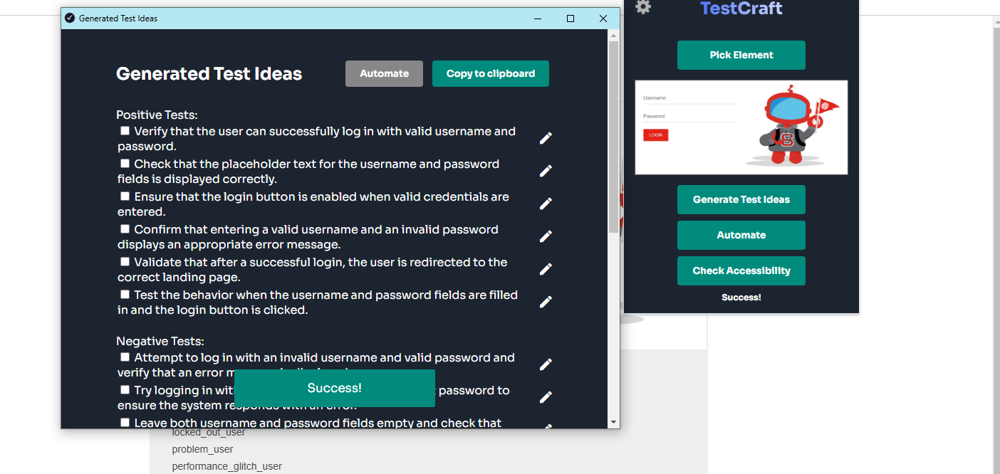 Generated Test Ideas
Generated Test Ideas
Automate
Copy to clipboard
Positive Tests:
Verify that the user can successfully log in with valid username and
password.
Check that the placeholder text for the username and password
fields is displayed correctly.
Ensure that the login button is enabled when valid credentials are
entered.
Confirm that entering a valid username and an invalid password
displays an appropriate error message.
Validate that after a successful login, the user is redirected to the
correct landing page.
Test the behavior when the username and password fields are filled
in and the login button is clicked.
Negative Tests:
Attempt to log in with an invalid username and valid password and
verify that an error
Try logging in
password to
ensure the system
Success!
Leave both username and password fields empty and check that
locked_out_user
problem_user
performance_glitch_user
TestCraft
Pick Element
Username
Password
LOGIN
Generate Test Ideas
Automate
Check Accessibility
Success!